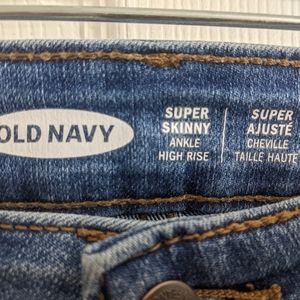 OLD NAVY
SUPER
SKINNY
ANKLE
HIGH RISE
SUPER
AJUSTÉ
CHEVILLE
TAILLE HAUTE